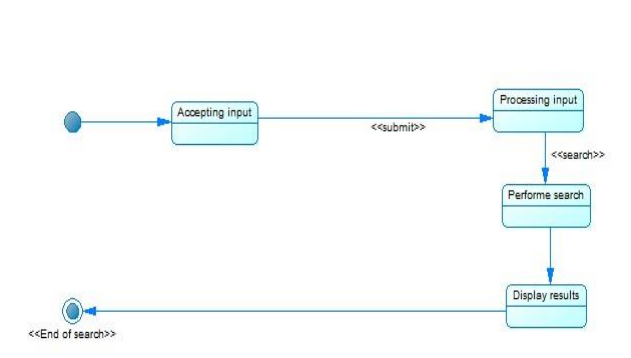 Accepting input
<<submit>>
Processing input
<<search>>
Performe search
Display results
<<End of search>>